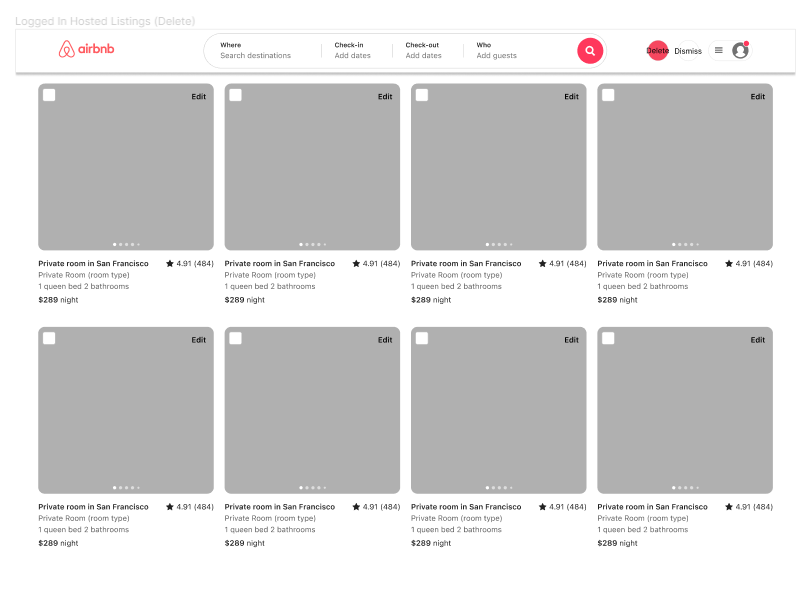 Logged In Hosted Listings (Delete)
airbnb
Where Check-in Check-out Who
Search destinations Add dates Add dates Add guests
Delete Dismiss
Edit Edit Edit Edit
Private room in San Francisco 4.91 (484) Private room in San Francisco 4.91 (484) Private room in San Francisco 4.91 (484) Private room in San Francisco 4.91 (484)
Private Room (room type) Private Room (room type) Private Room (room type) Private Room (room type)
1 queen bed 2 bathrooms 1 queen bed 2 bathrooms 1 queen bed 2 bathrooms 1 queen bed 2 bathrooms
$289 night $289 night $289 night $289 night
Edit Edit Edit Edit
Private room in San Francisco 4.91 (484) Private room in San Francisco 4.91 (484) Private room in San Francisco 4.91 (484) Private room in San Francisco 4.91 (484)
Private Room (room type) Private Room (room type) Private Room (room type) Private Room (room type)
1 queen bed 2 bathrooms 1 queen bed 2 bathrooms 1 queen bed 2 bathrooms 1 queen bed 2 bathrooms
$289 night $289 night $289 night $289 night